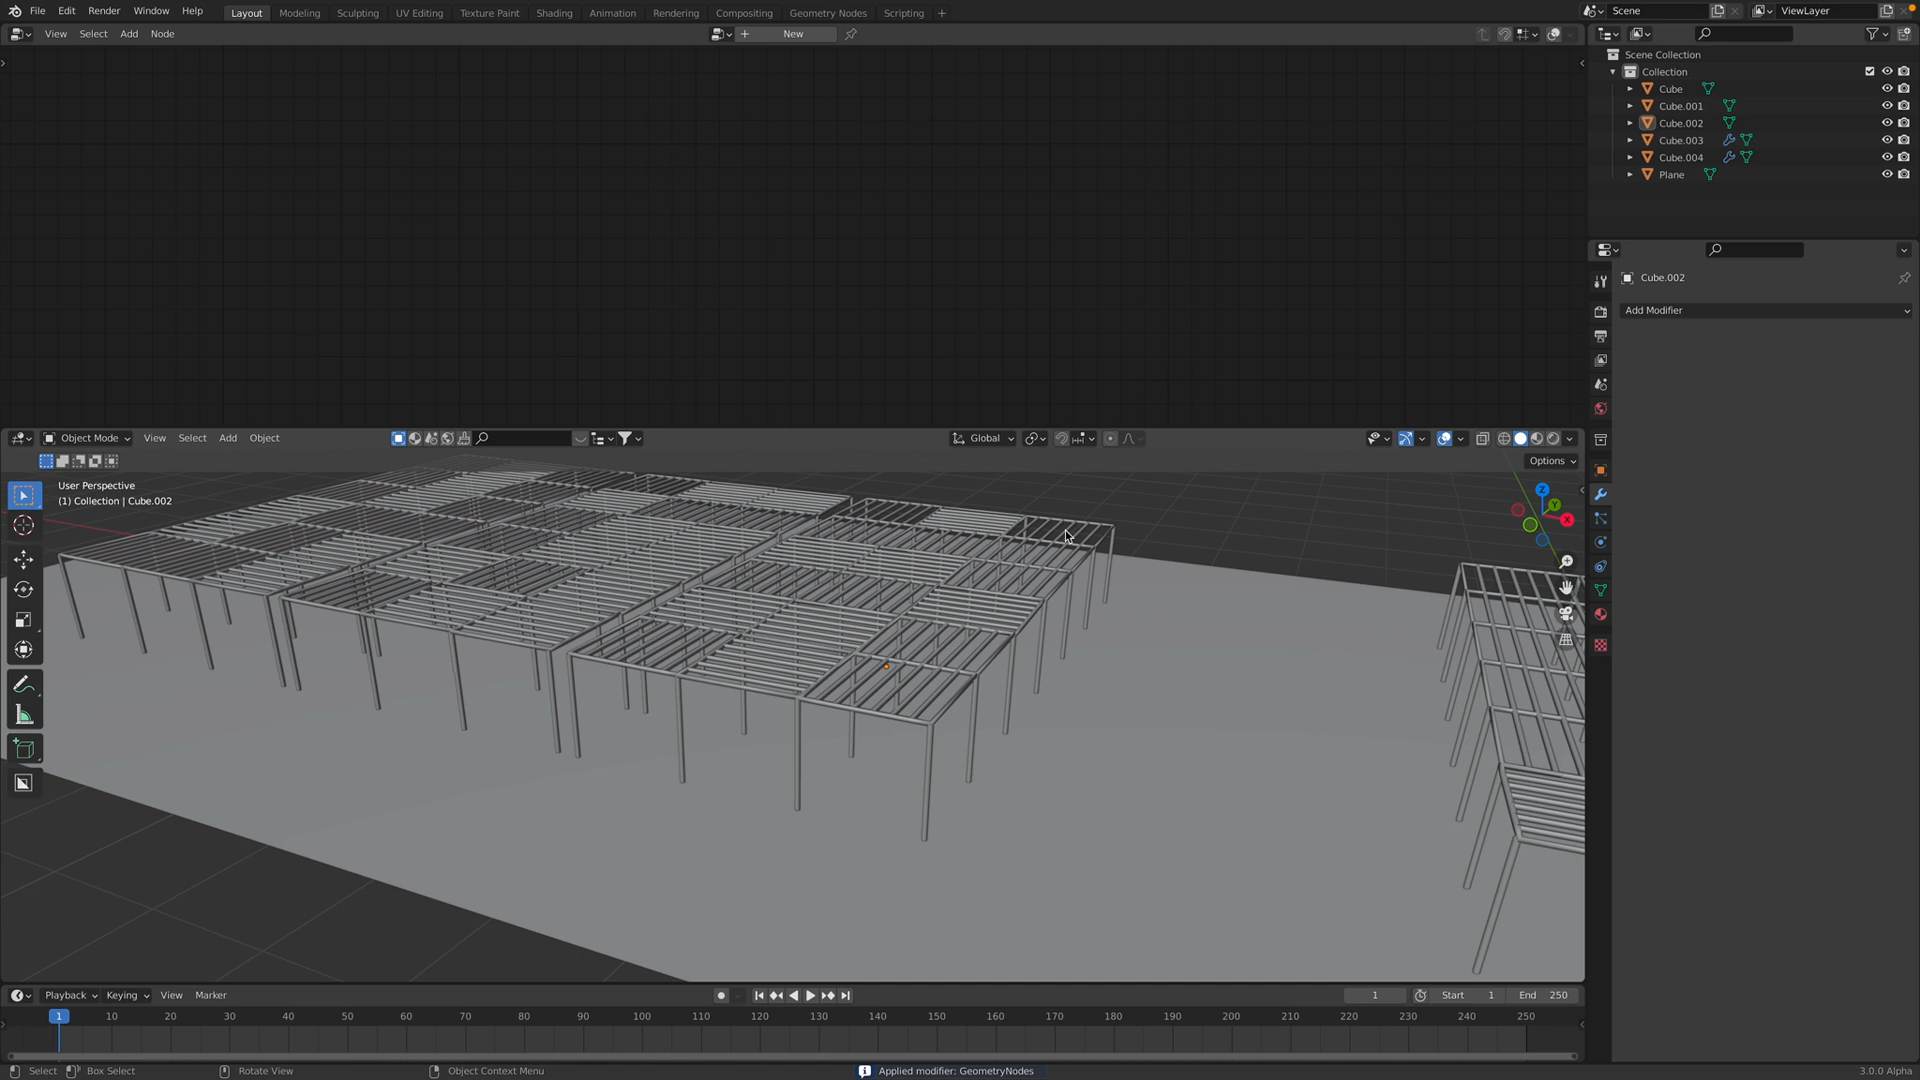 File Edit Render Window Help Layout Modeling Sculpting UV Editing Texture Paint Shading Animation Rendering Compositing Geometry Nodes Scripting + Scene ViewLayer
View Select Add Node + New
Scene Collection
Collection
Cube
Cube.001
Cube.002
Cube.003
Cube.004
Plane
Cube.002
Add Modifier
Object Mode View Select Add Object Global
Options
User Perspective
(1) Collection | Cube.002
Z
Y
X
Playback Keying View Marker 1 Start 1 End 250
1 10 20 30 40 50 60 70 80 90 100 110 120 130 140 150 160 170 180 190 200 210 220 230 240 250
Select Box Select Rotate View Object Context Menu Applied modifier: GeometryNodes 3.0.0 Alpha